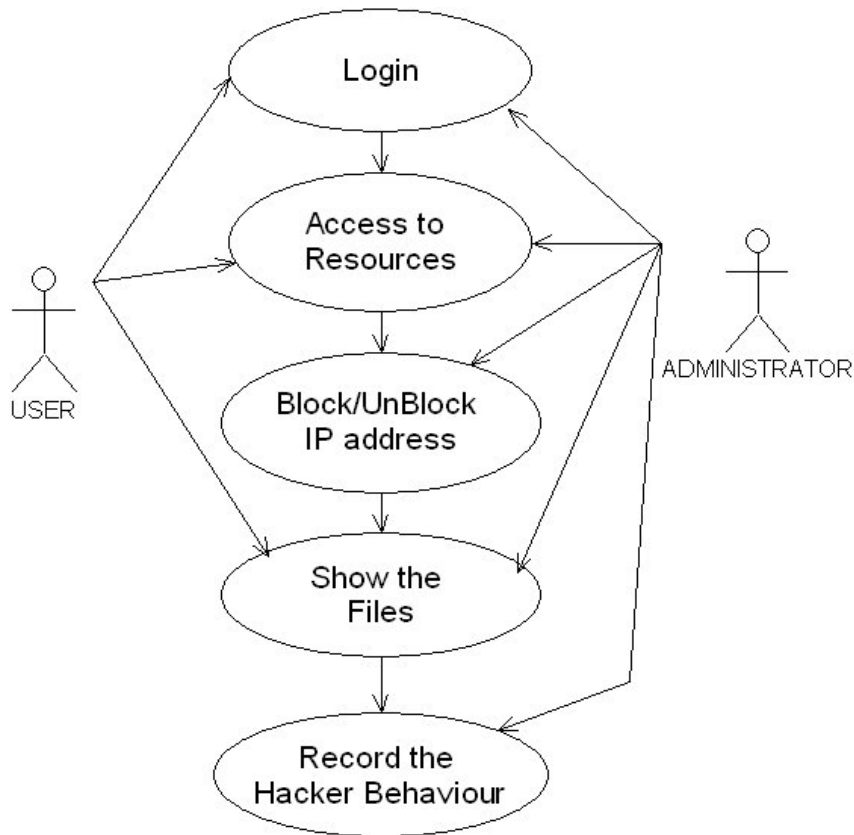 Login
Access to
Resources
USER
ADMINISTRATOR
Block/UnBlock
IP address
Show the
Files
Record the
Hacker Behaviour